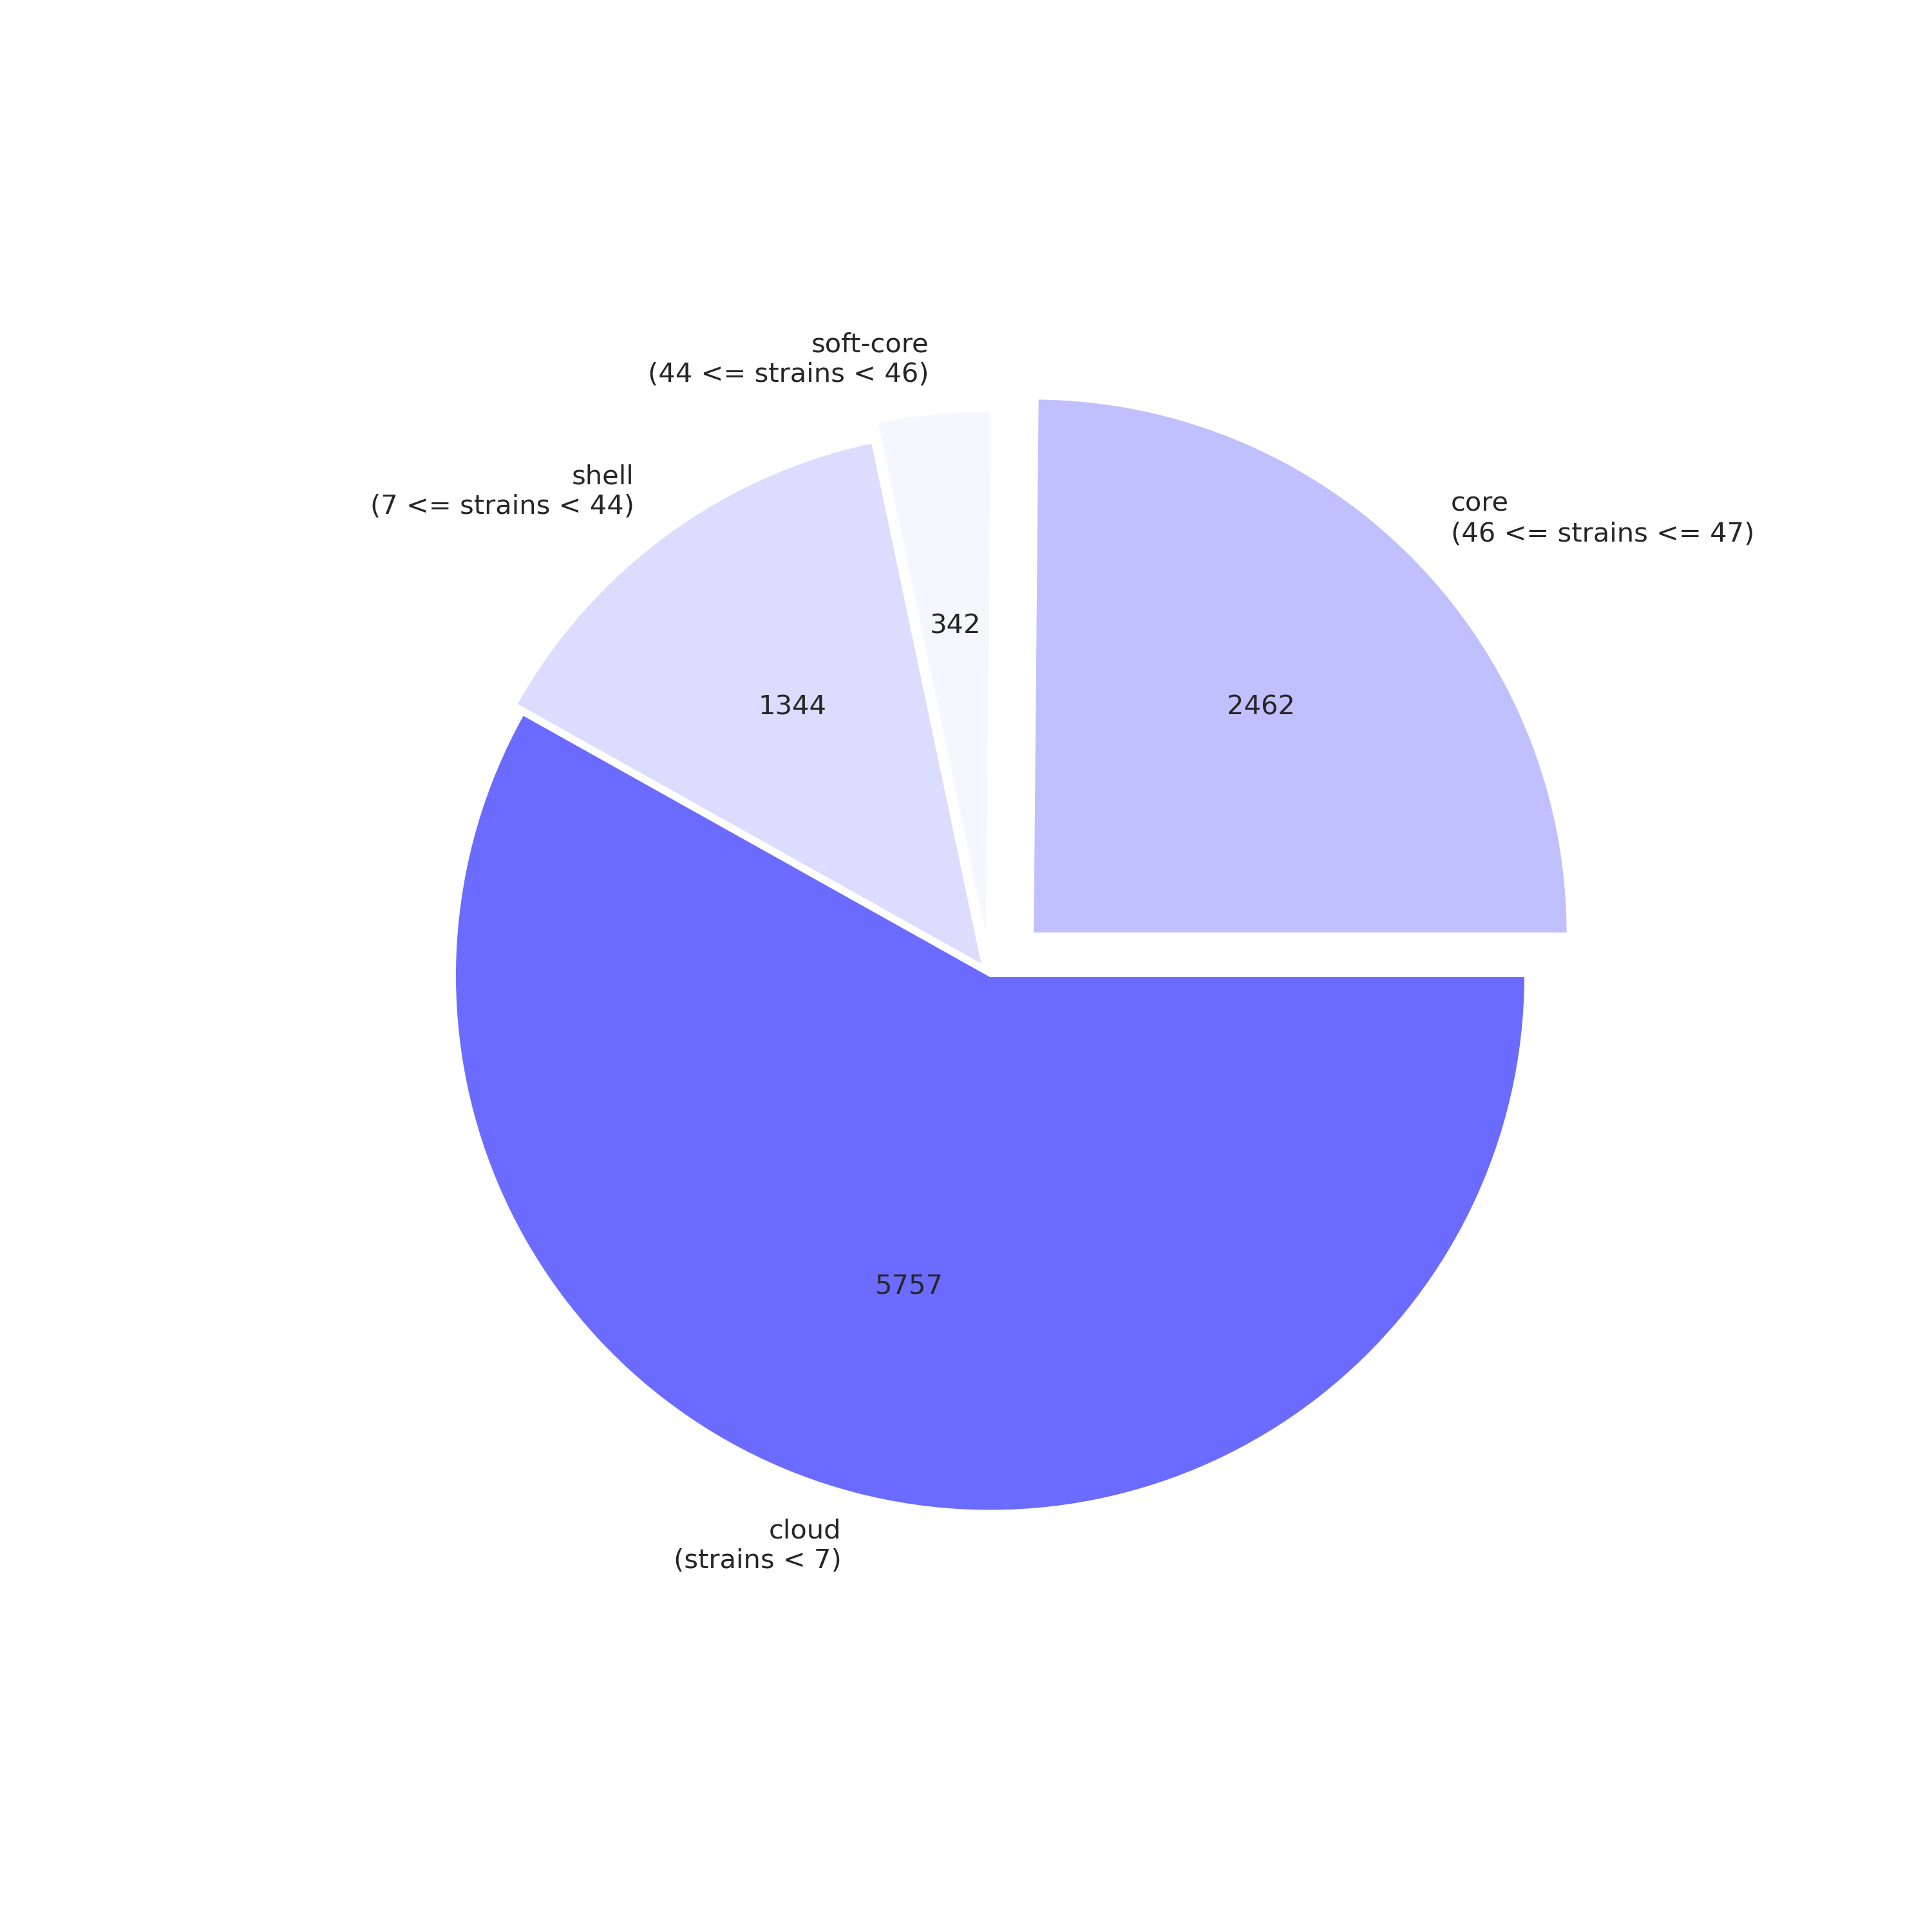 soft-core
(44 <= strains < 46)
shell
(7 <= strains < 44)
core
(46 <= strains <= 47)
342
1344
2462
5757
cloud
(strains < 7)